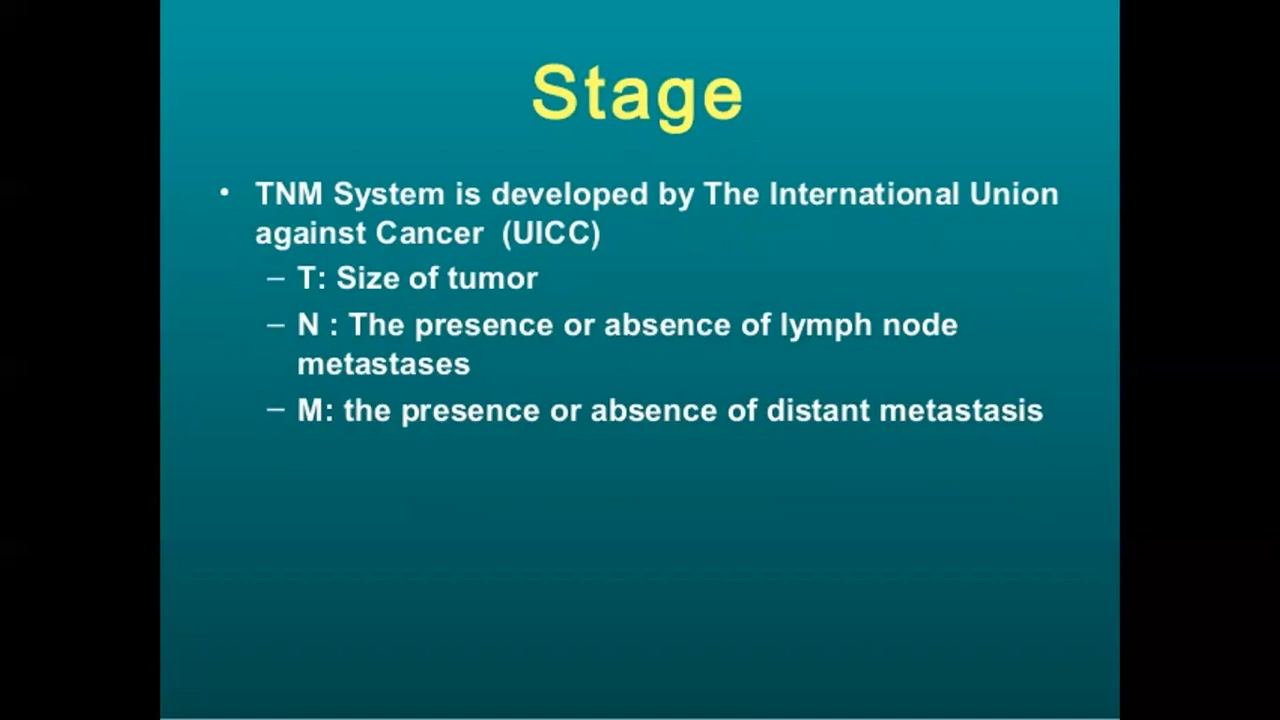 Stage
• TNM System is developed by The International Union
against Cancer  (UICC)
– T: Size of tumor
– N : The presence or absence of lymph node
metastases
– M: the presence or absence of distant metastasis